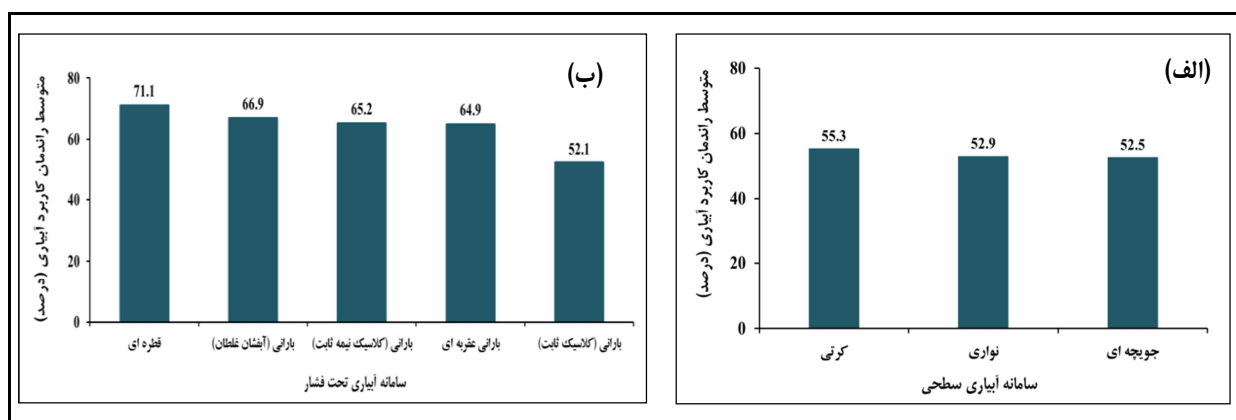 (الف)
متوسط راندمان کاربرد آبیاری (درصد)
80
60
40
20
0
55.3
52.9
52.5
کرتی
نواری
جویچه ای
سامانه آبیاری سطحی
(ب)
متوسط راندمان کاربرد آبیاری (درصد)
80
60
40
20
0
71.1
66.9
65.2
64.9
52.1
قطره ای
بارانی (آبفشان غلطان)
بارانی (کلاسیک نیمه ثابت)
بارانی عقربه ای
بارانی (کلاسیک ثابت)
سامانه آبیاری تحت فشار